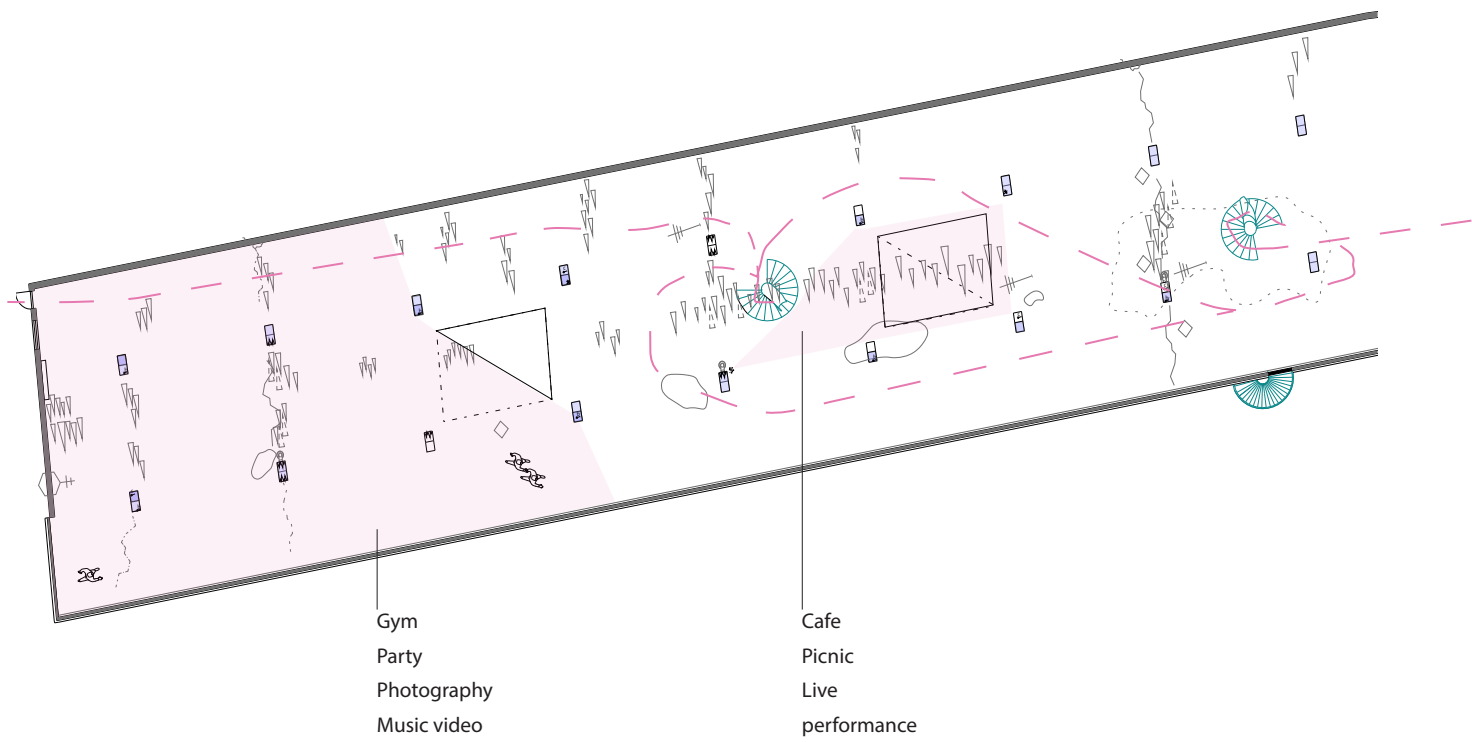 Gym
Party
Photography
Music video
Cafe
Picnic
Live
performance